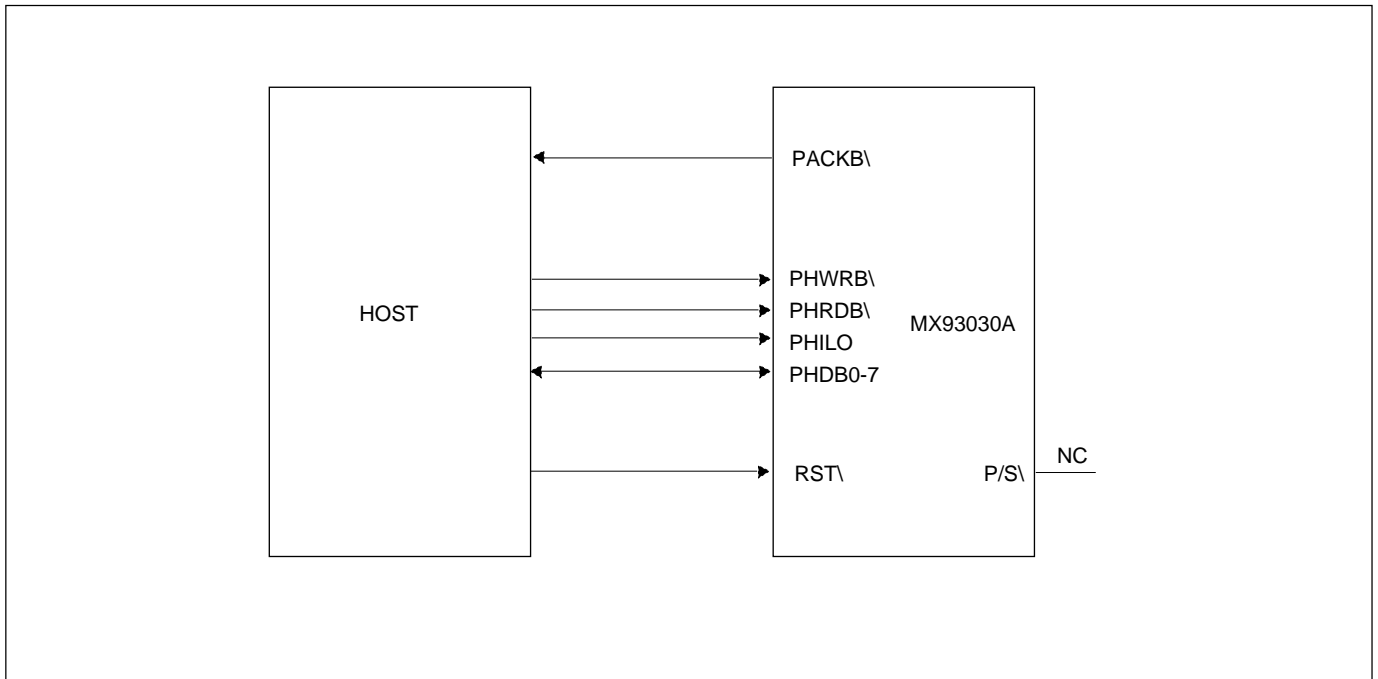 PACKB\
PHWRB\
PHRDB\
HOST
MX93030A
PHILO
PHDB0-7
NC
RST\
P/S\